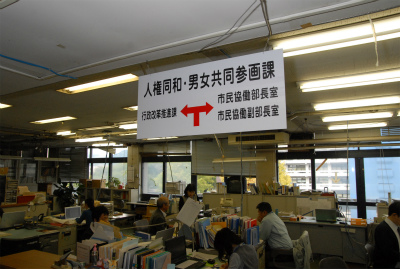 人権同和・男女共同参画課
行政改革推進課
市民協働部長室
市民協働副部長室